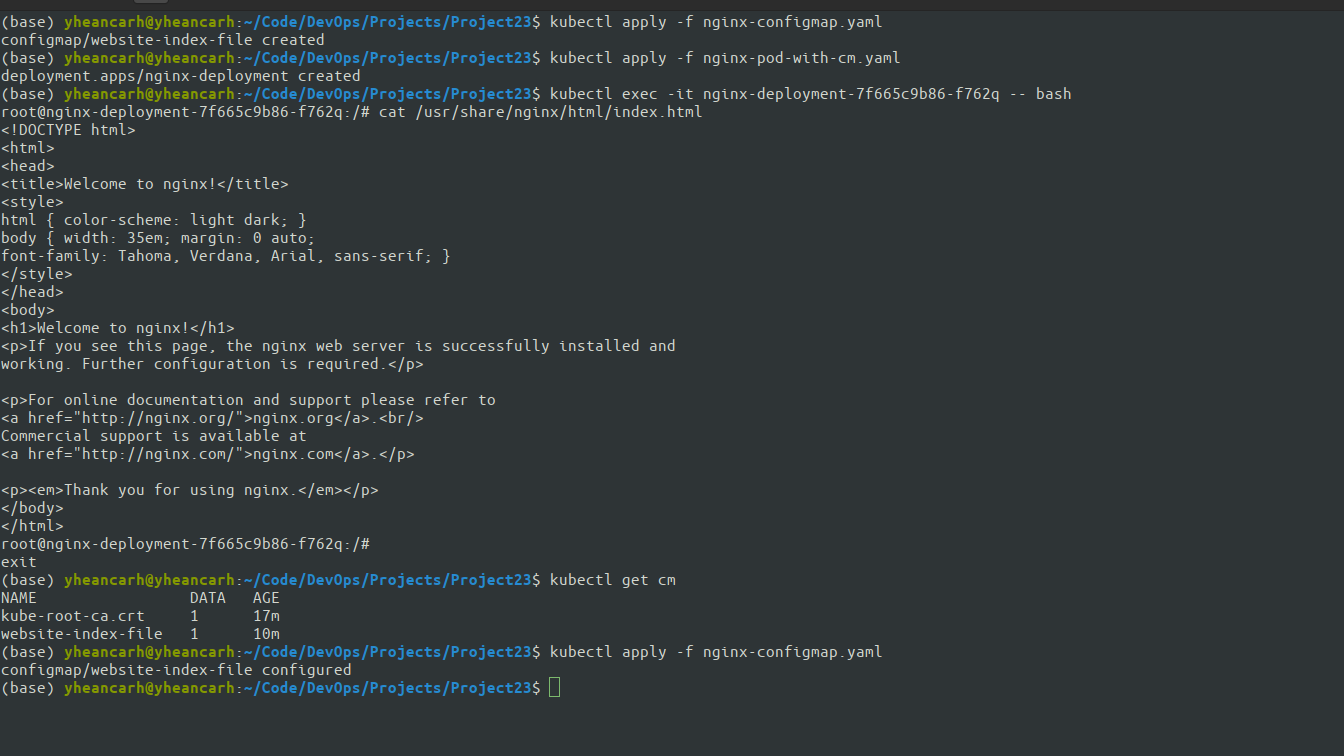 (base) yheancarh@yheancarh:~/Code/DevOps/Projects/Project23$ kubectl apply -f nginx-configmap.yaml
configmap/website-index-file created
(base) yheancarh@yheancarh:~/Code/DevOps/Projects/Project23$ kubectl apply -f nginx-pod-with-cm.yaml
deployment.apps/nginx-deployment created
(base) yheancarh@yheancarh:~/Code/DevOps/Projects/Project23$ kubectl exec -it nginx-deployment-7f665c9b86-f762q -- bash
root@nginx-deployment-7f665c9b86-f762q:/# cat /usr/share/nginx/html/index.html
<!DOCTYPE html>
<html>
<head>
<title>Welcome to nginx!</title>
<style>
html { color-scheme: light dark; }
body { width: 35em; margin: 0 auto;
font-family: Tahoma, Verdana, Arial, sans-serif; }
</style>
</head>
<body>
<h1>Welcome to nginx!</h1>
<p>If you see this page, the nginx web server is successfully installed and
working. Further configuration is required.</p>

<p>For online documentation and support please refer to
<a href="http://nginx.org/">nginx.org</a>.<br/>
Commercial support is available at
<a href="http://nginx.com/">nginx.com</a>.</p>

<p><em>Thank you for using nginx.</em></p>
</body>
</html>
root@nginx-deployment-7f665c9b86-f762q:/#
exit
(base) yheancarh@yheancarh:~/Code/DevOps/Projects/Project23$ kubectl get cm
NAME                 DATA   AGE
kube-root-ca.crt     1      17m
website-index-file   1      10m
(base) yheancarh@yheancarh:~/Code/DevOps/Projects/Project23$ kubectl apply -f nginx-configmap.yaml
configmap/website-index-file configured
(base) yheancarh@yheancarh:~/Code/DevOps/Projects/Project23$